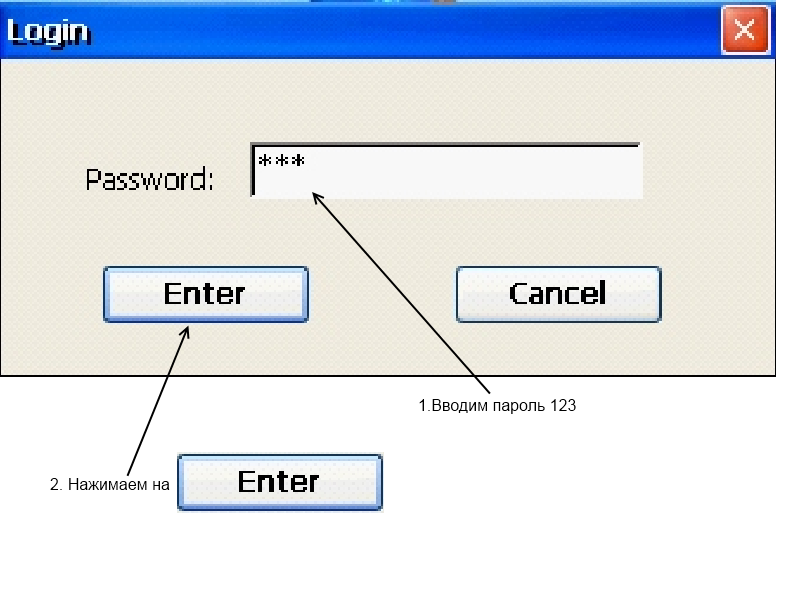 Login
Password:
***
Enter
Cancel
1.Вводим пароль 123
2. Нажимаем на
Enter